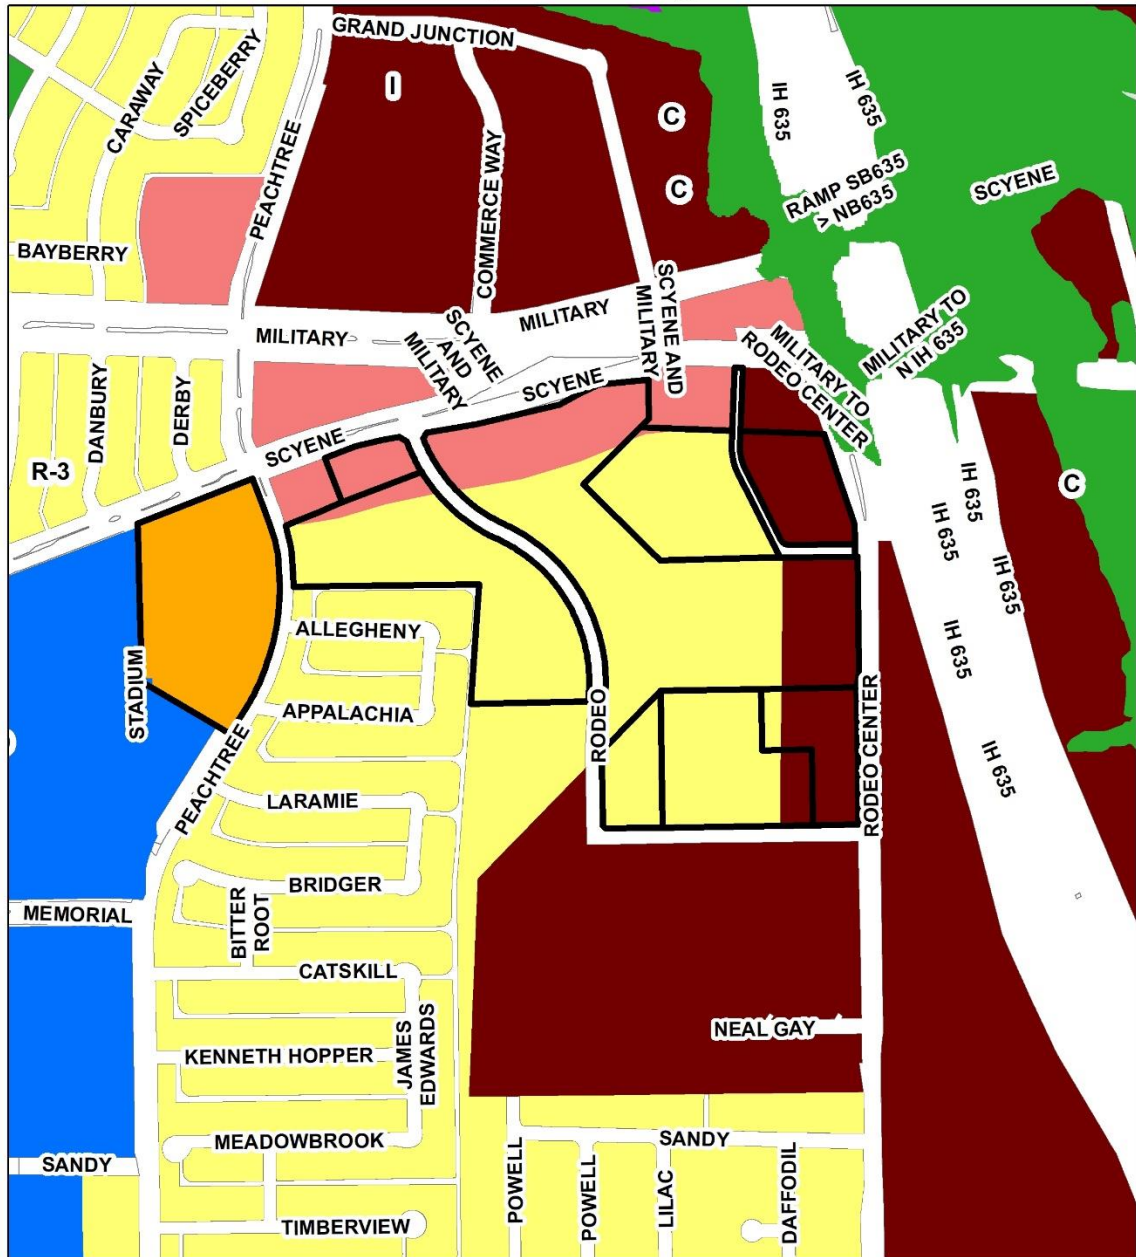 GRAND JUNCTION
I
CARAWAY
SPICEBERRY
PEACHTREE
COMMERCE WAY
C
C
IH 635
IH 635
RAMP SB635
> NB635
SCYENE
BAYBERRY
MILITARY
SCYENE
AND
MILITARY
MILITARY
SCYENE AND
MILITARY
MILITARY TO
RODEO CENTER
MILITARY TO
N IH 635
DANBURY
DERBY
R-3
SCYENE
SCYENE
C
IH 635
IH 635
IH 635
IH 635
IH 635
STADIUM
ALLEGHENY
APPALACHIA
PEACHTREE
RODEO
RODEO CENTER
LARAMIE
BRIDGER
BITTER
ROOT
MEMORIAL
CATSKILL
KENNETH HOPPER
JAMES
EDWARDS
NEAL GAY
MEADOWBROOK
SANDY
SANDY
POWELL
POWELL
LILAC
DAFFODIL
TIMBERVIEW